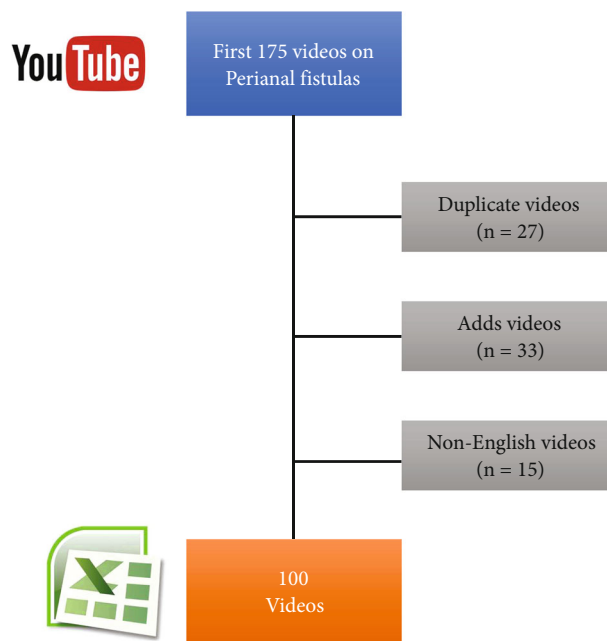 YouTube
First 175 videos on
Perianal fistulas
Duplicate videos
(n = 27)
Adds videos
(n = 33)
Non-English videos
(n = 15)
X
100
Videos